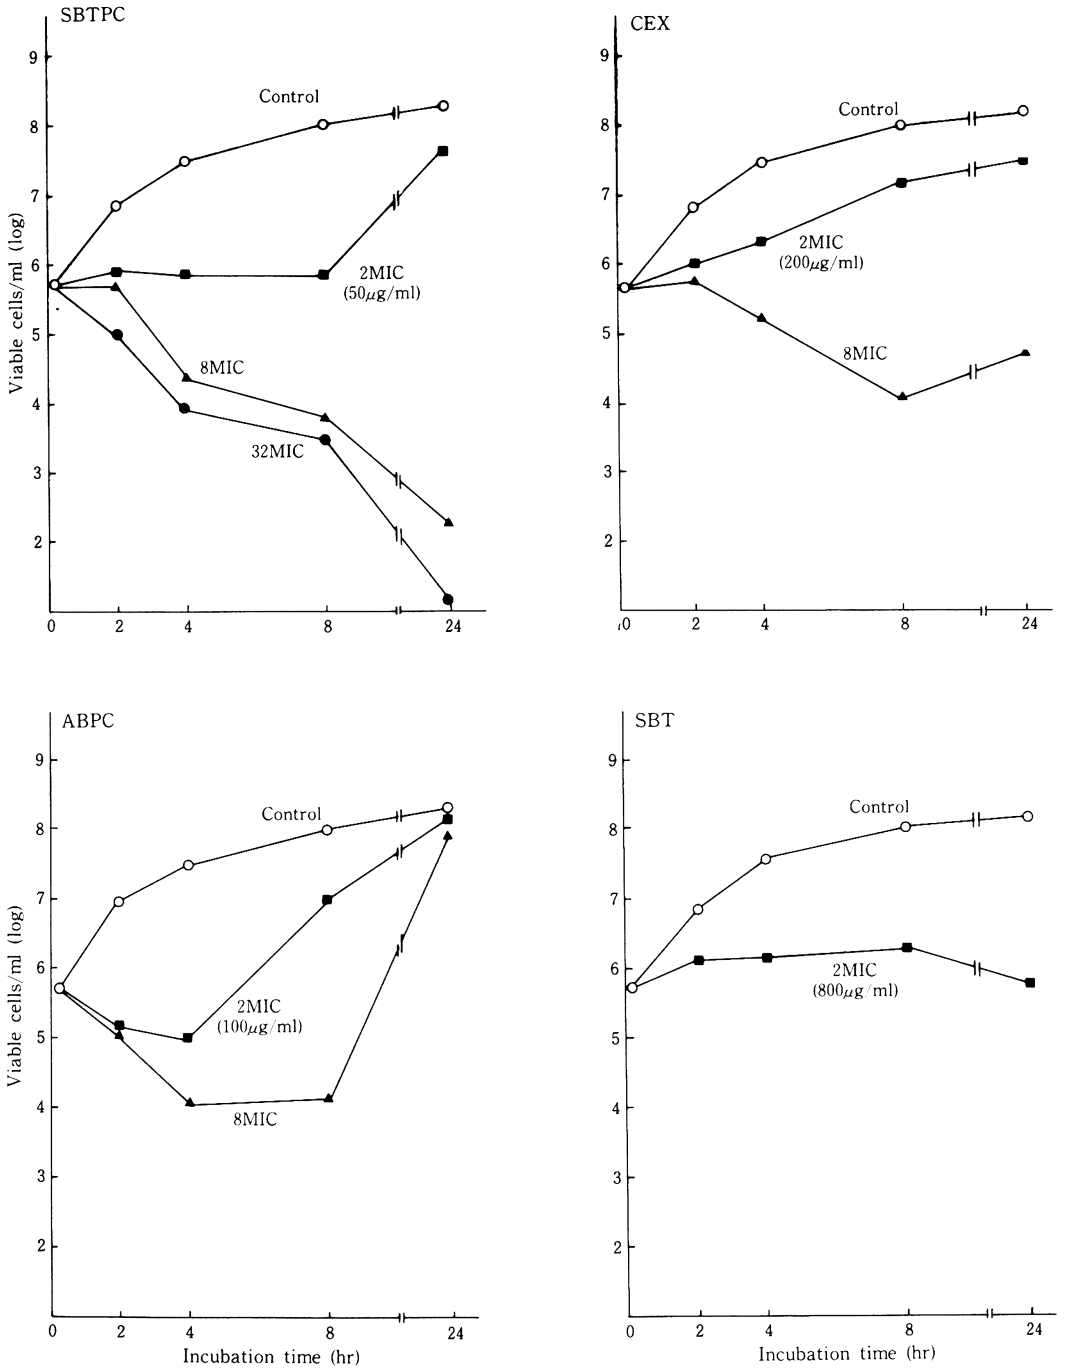 SBTPC
9
8
7
6
5
4
3
2
Viable cells/ml (log)
Control
2MIC
(50μg/ml)
8MIC
32MIC
0 2 4 8 24
CEX
9
8
7
6
5
4
3
2
Control
2MIC
(200μg/ml)
8MIC
0 2 4 8 24
ABPC
9
8
7
6
5
4
3
2
Viable cells/ml (log)
Control
2MIC
(100μg/ml)
8MIC
0 2 4 8 24
Incubation time (hr)
SBT
9
8
7
6
5
4
3
2
Control
2MIC
(800μg/ml)
0 2 4 8 24
Incubation time (hr)